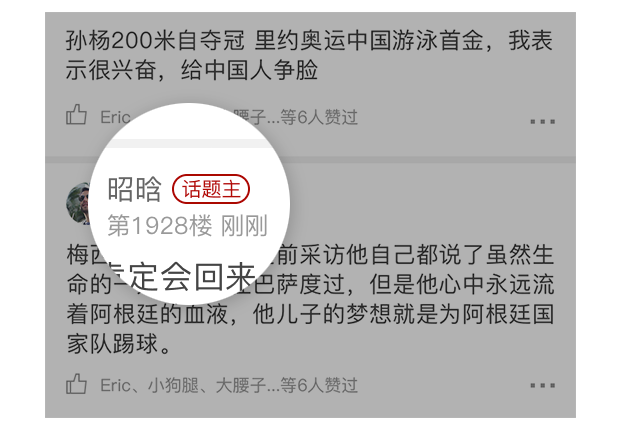 孙杨200米自夺冠 里约奥运中国游泳首金，我表
示很兴奋，给中国人争脸
Eric、 腰子...等6人赞过
昭晗 话题主
第1928楼 刚刚
梅西 前采访他自己都说了虽然生
肯定会回来
命的一 巴萨度过，但是他心中永远流
着阿根廷的血液，他儿子的梦想就是为阿根廷国
家队踢球。
Eric、小狗腿、大腰子...等6人赞过